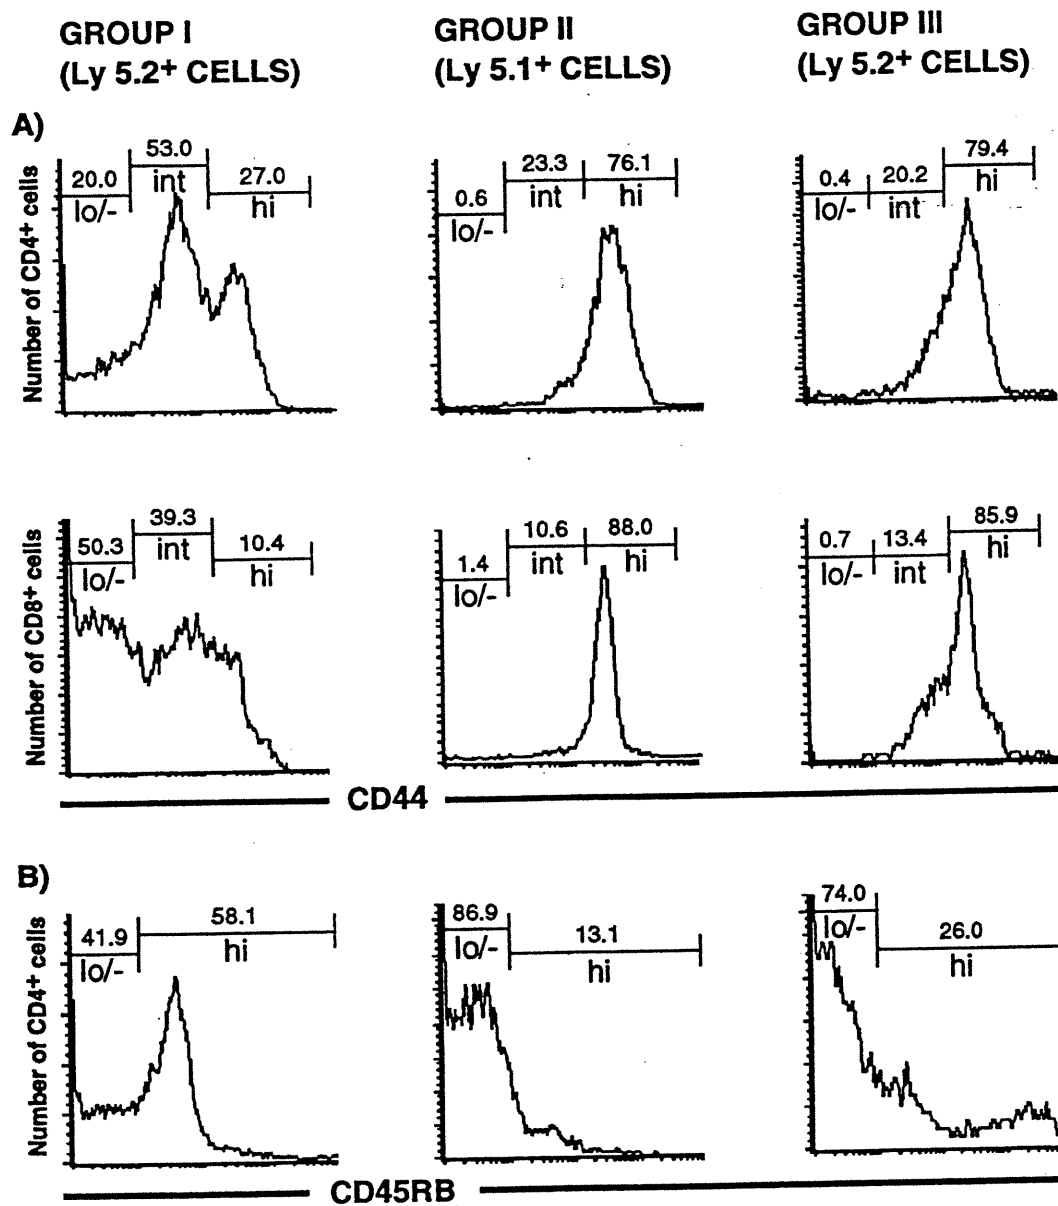 GROUP I
(Ly 5.2+ CELLS)
GROUP II
(Ly 5.1+ CELLS)
GROUP III
(Ly 5.2+ CELLS)
A)
Number of CD4+ cells
20.0
lo/-
53.0
int
27.0
hi
0.6
lo/-
23.3
int
76.1
hi
0.4
lo/-
20.2
int
79.4
hi
Number of CD8+ cells
50.3
lo/-
39.3
int
10.4
hi
1.4
lo/-
10.6
int
88.0
hi
0.7
lo/-
13.4
int
85.9
hi
CD44
B)
Number of CD4+ cells
41.9
lo/-
58.1
hi
86.9
lo/-
13.1
hi
74.0
lo/-
26.0
hi
CD45RB